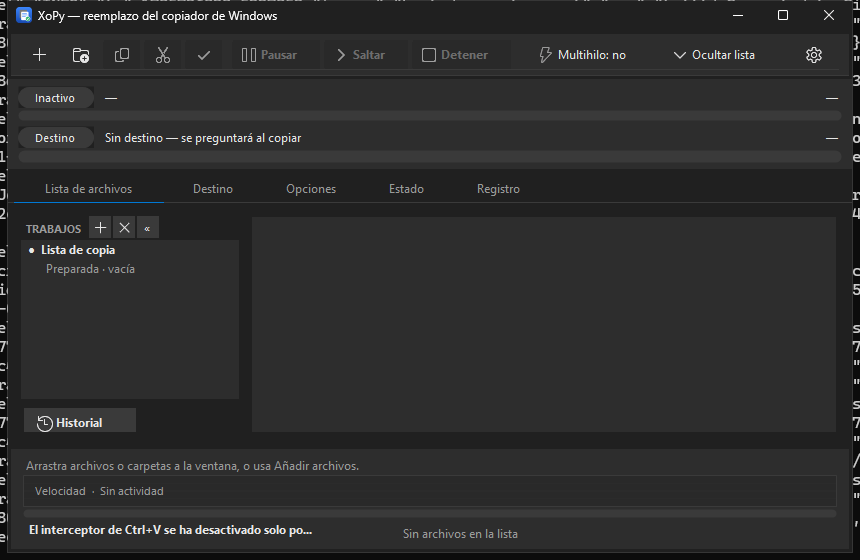 XoPy — reemplazo del copiador de Windows
Pausar
Saltar
Detener
Multihilo: no
Ocultar lista
Inactivo —
—
Destino Sin destino — se preguntará al copiar
—
Lista de archivos
Destino
Opciones
Estado
Registro
TRABAJOS
«
• Lista de copia
Preparada · vacía
Historial
Arrastra archivos o carpetas a la ventana, o usa Añadir archivos.
Velocidad · Sin actividad
El interceptor de Ctrl+V se ha desactivado solo po...
Sin archivos en la lista